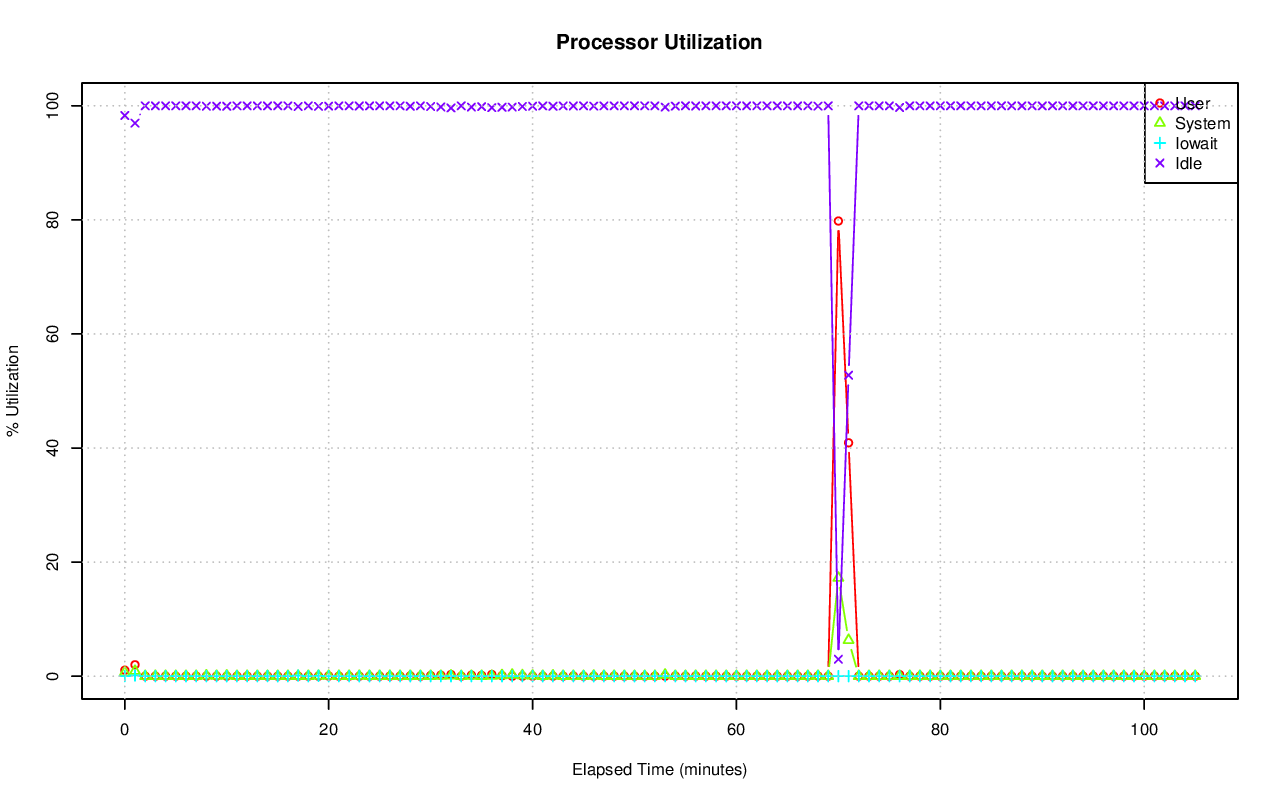 Processor Utilization
% Utilization
100
80
60
40
20
0
User
System
Iowait
Idle
0 20 40 60 80 100
Elapsed Time (minutes)